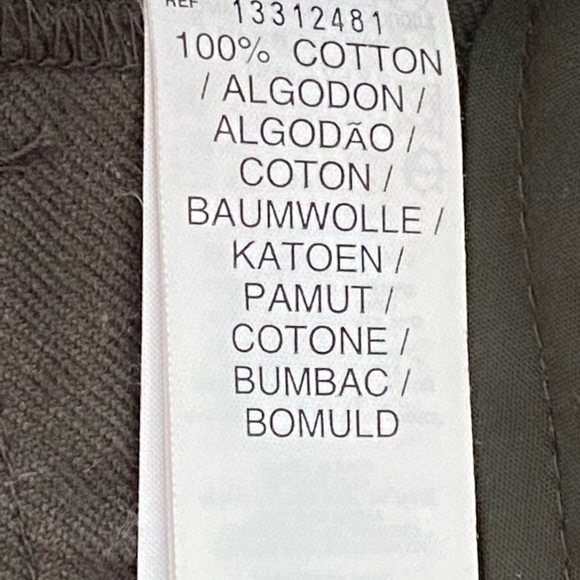 REF 13312481
100% COTTON
/ ALGODON /
ALGODÃO /
COTON /
BAUMWOLLE /
KATOEN /
PAMUT /
COTONE /
BUMBAC /
BOMULD